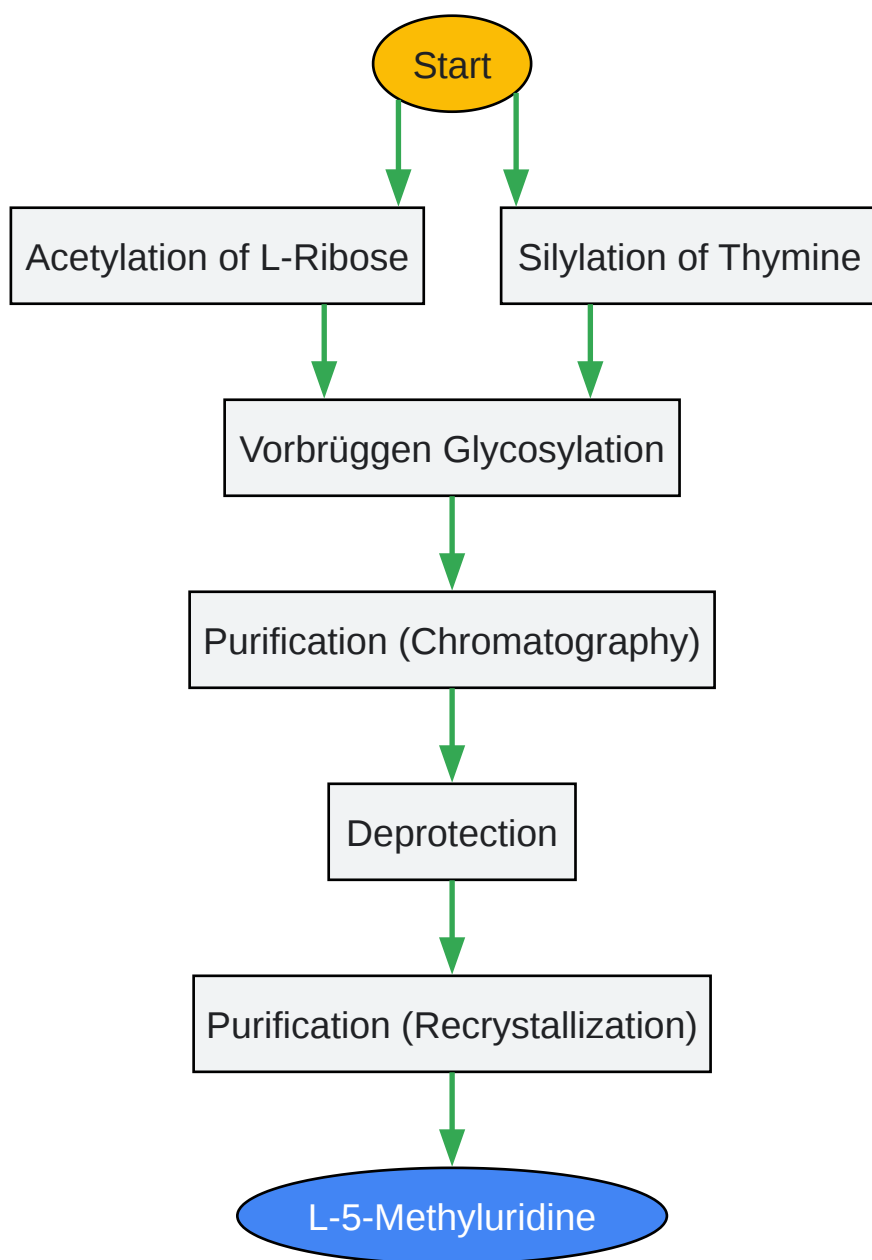 Start
Acetylation of L-Ribose
Silylation of Thymine
Vorbrüggen Glycosylation
Purification (Chromatography)
Deprotection
Purification (Recrystallization)
L-5-Methyluridine